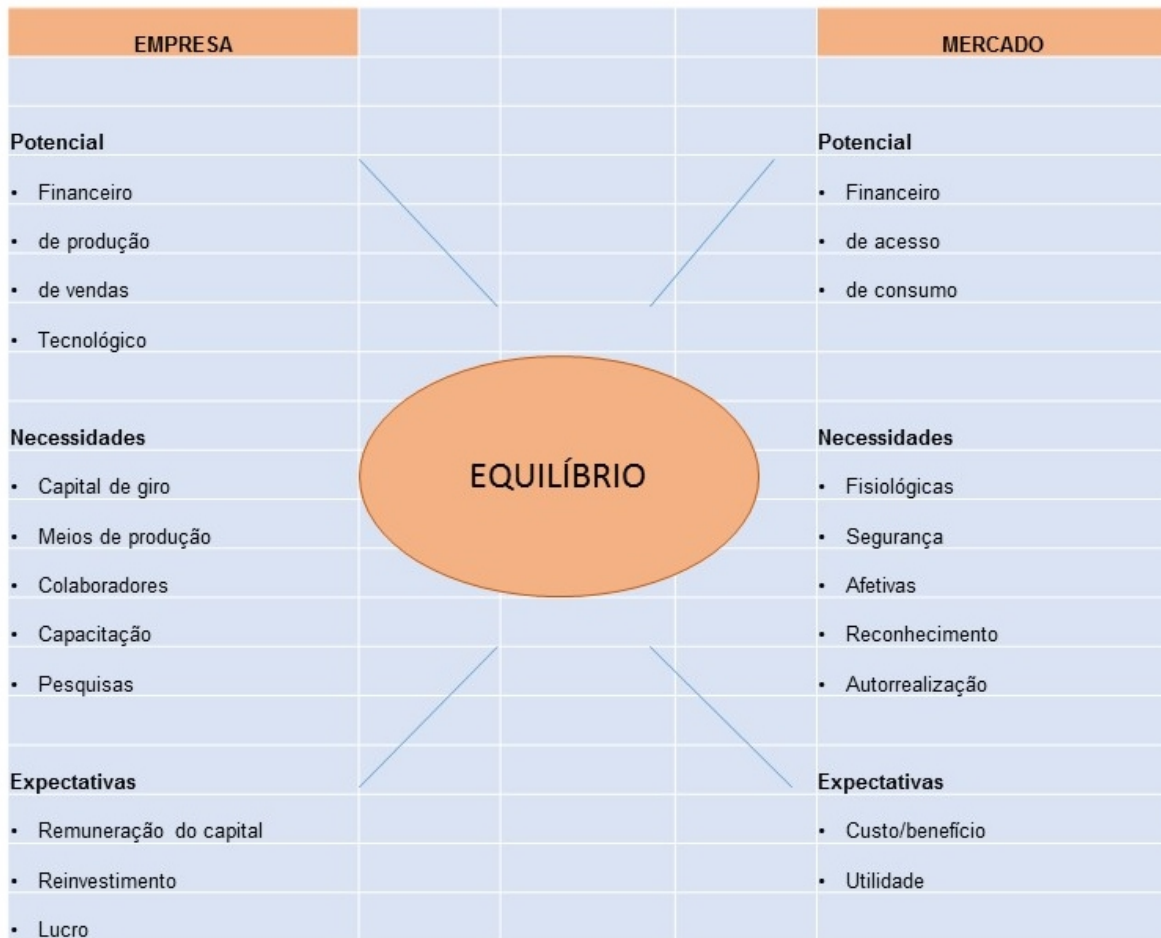 EMPRESA
Potencial
• Financeiro
• de produção
• de vendas
• Tecnológico
Necessidades
• Capital de giro
• Meios de produção
• Colaboradores
• Capacitação
• Pesquisas
Expectativas
• Remuneração do capital
• Reinvestimento
• Lucro
EQUILÍBRIO
MERCADO
Potencial
• Financeiro
• de acesso
• de consumo
Necessidades
• Fisiológicas
• Segurança
• Afetivas
• Reconhecimento
• Autorrealização
Expectativas
• Custo/benefício
• Utilidade